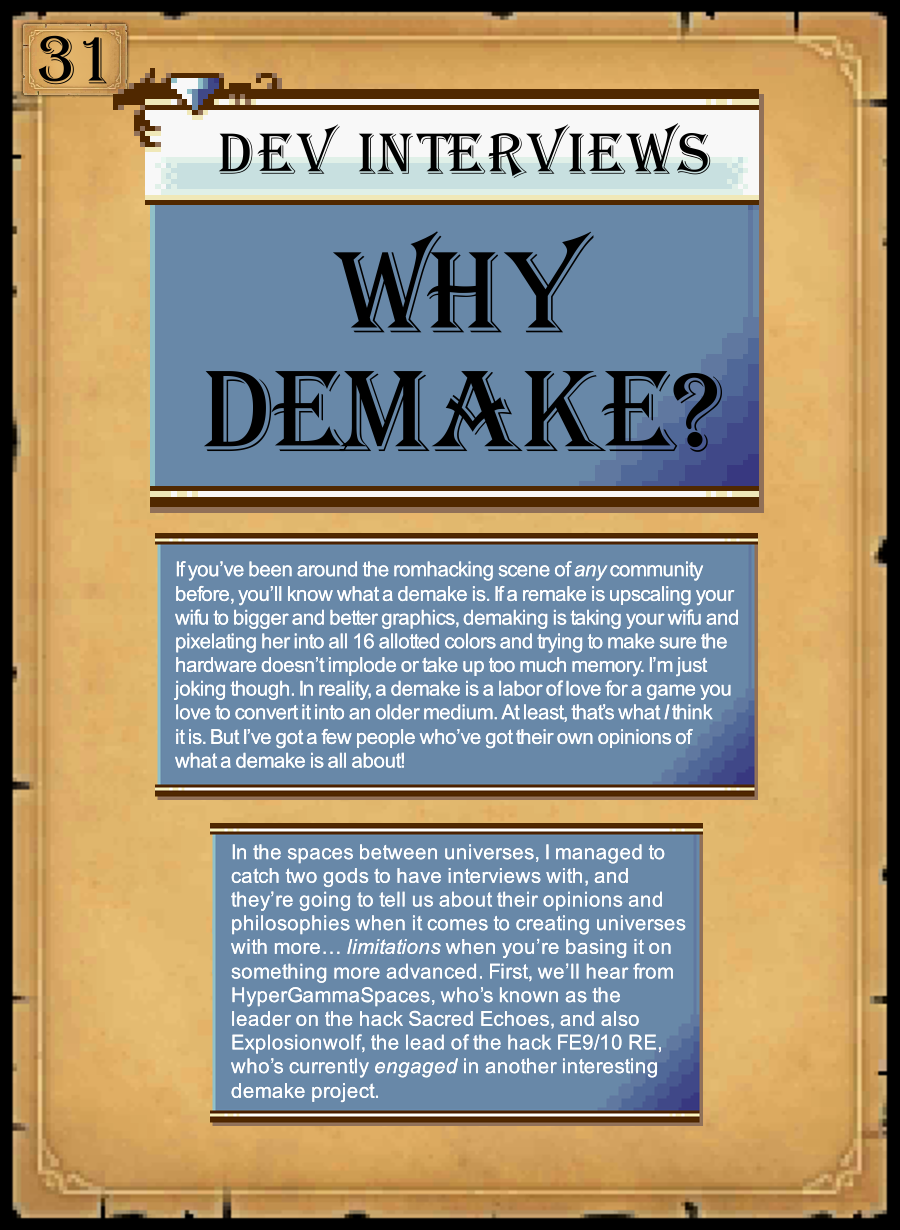 31
DEV INTERVIEWS
WHY
DEMAKE?
If you've been around the romhacking scene of any community
before, you'll know what a demake is. If a remake is upscaling your
wifu to bigger and better graphics, demaking is taking your wifu and
pixelating her into all 16 allotted colors and trying to make sure the
hardware doesn't implode or take up too much memory. I'm just
joking though. In reality, a demake is a labor of love for a game you
love to convert it into an older medium. At least, that's what I think
it is. But I've got a few people who've got their own opinions of
what a demake is all about!
In the spaces between universes, I managed to
catch two gods to have interviews with, and
they're going to tell us about their opinions and
philosophies when it comes to creating universes
with more… limitations when you're basing it on
something more advanced. First, we'll hear from
HyperGammaSpaces, who's known as the
leader on the hack Sacred Echoes, and also
Explosionwolf, the lead of the hack FE9/10 RE,
who's currently engaged in another interesting
demake project.